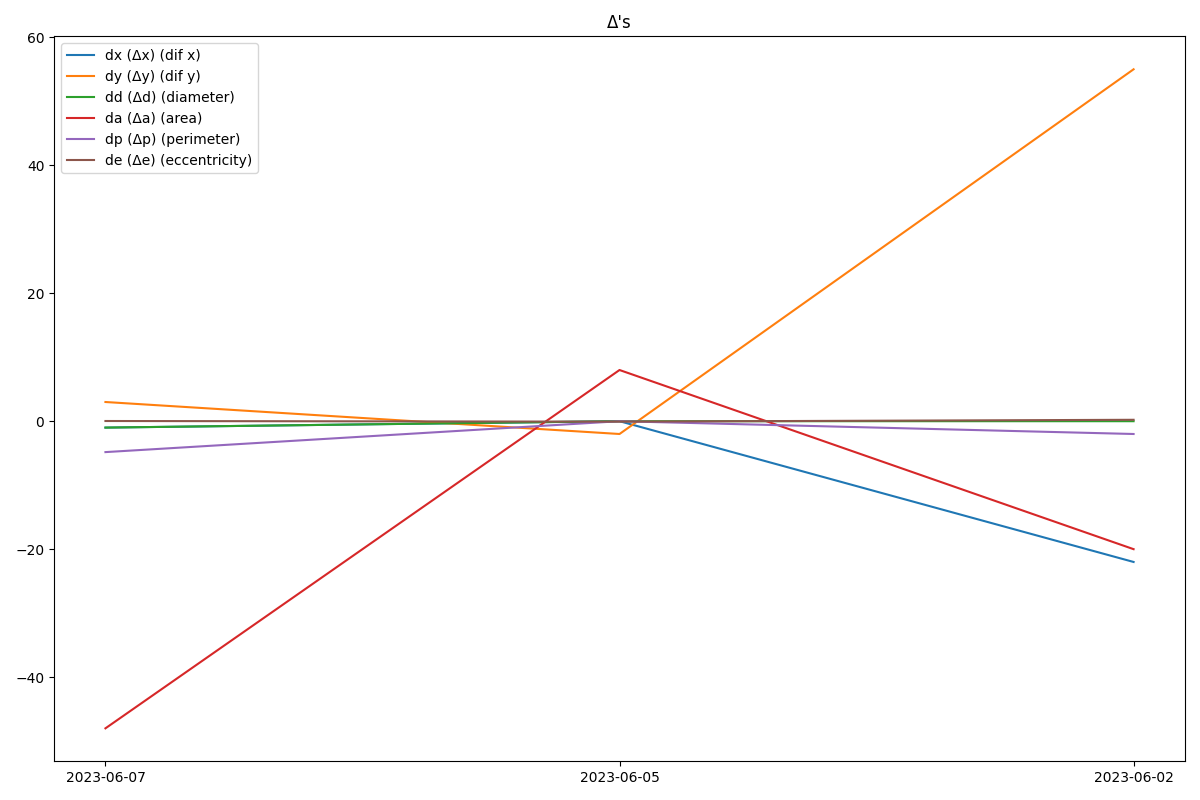 Δ's
60
40
20
0
−20
−40
dx (Δx) (dif x)
dy (Δy) (dif y)
dd (Δd) (diameter)
da (Δa) (area)
dp (Δp) (perimeter)
de (Δe) (eccentricity)
2023-06-07 2023-06-05 2023-06-02